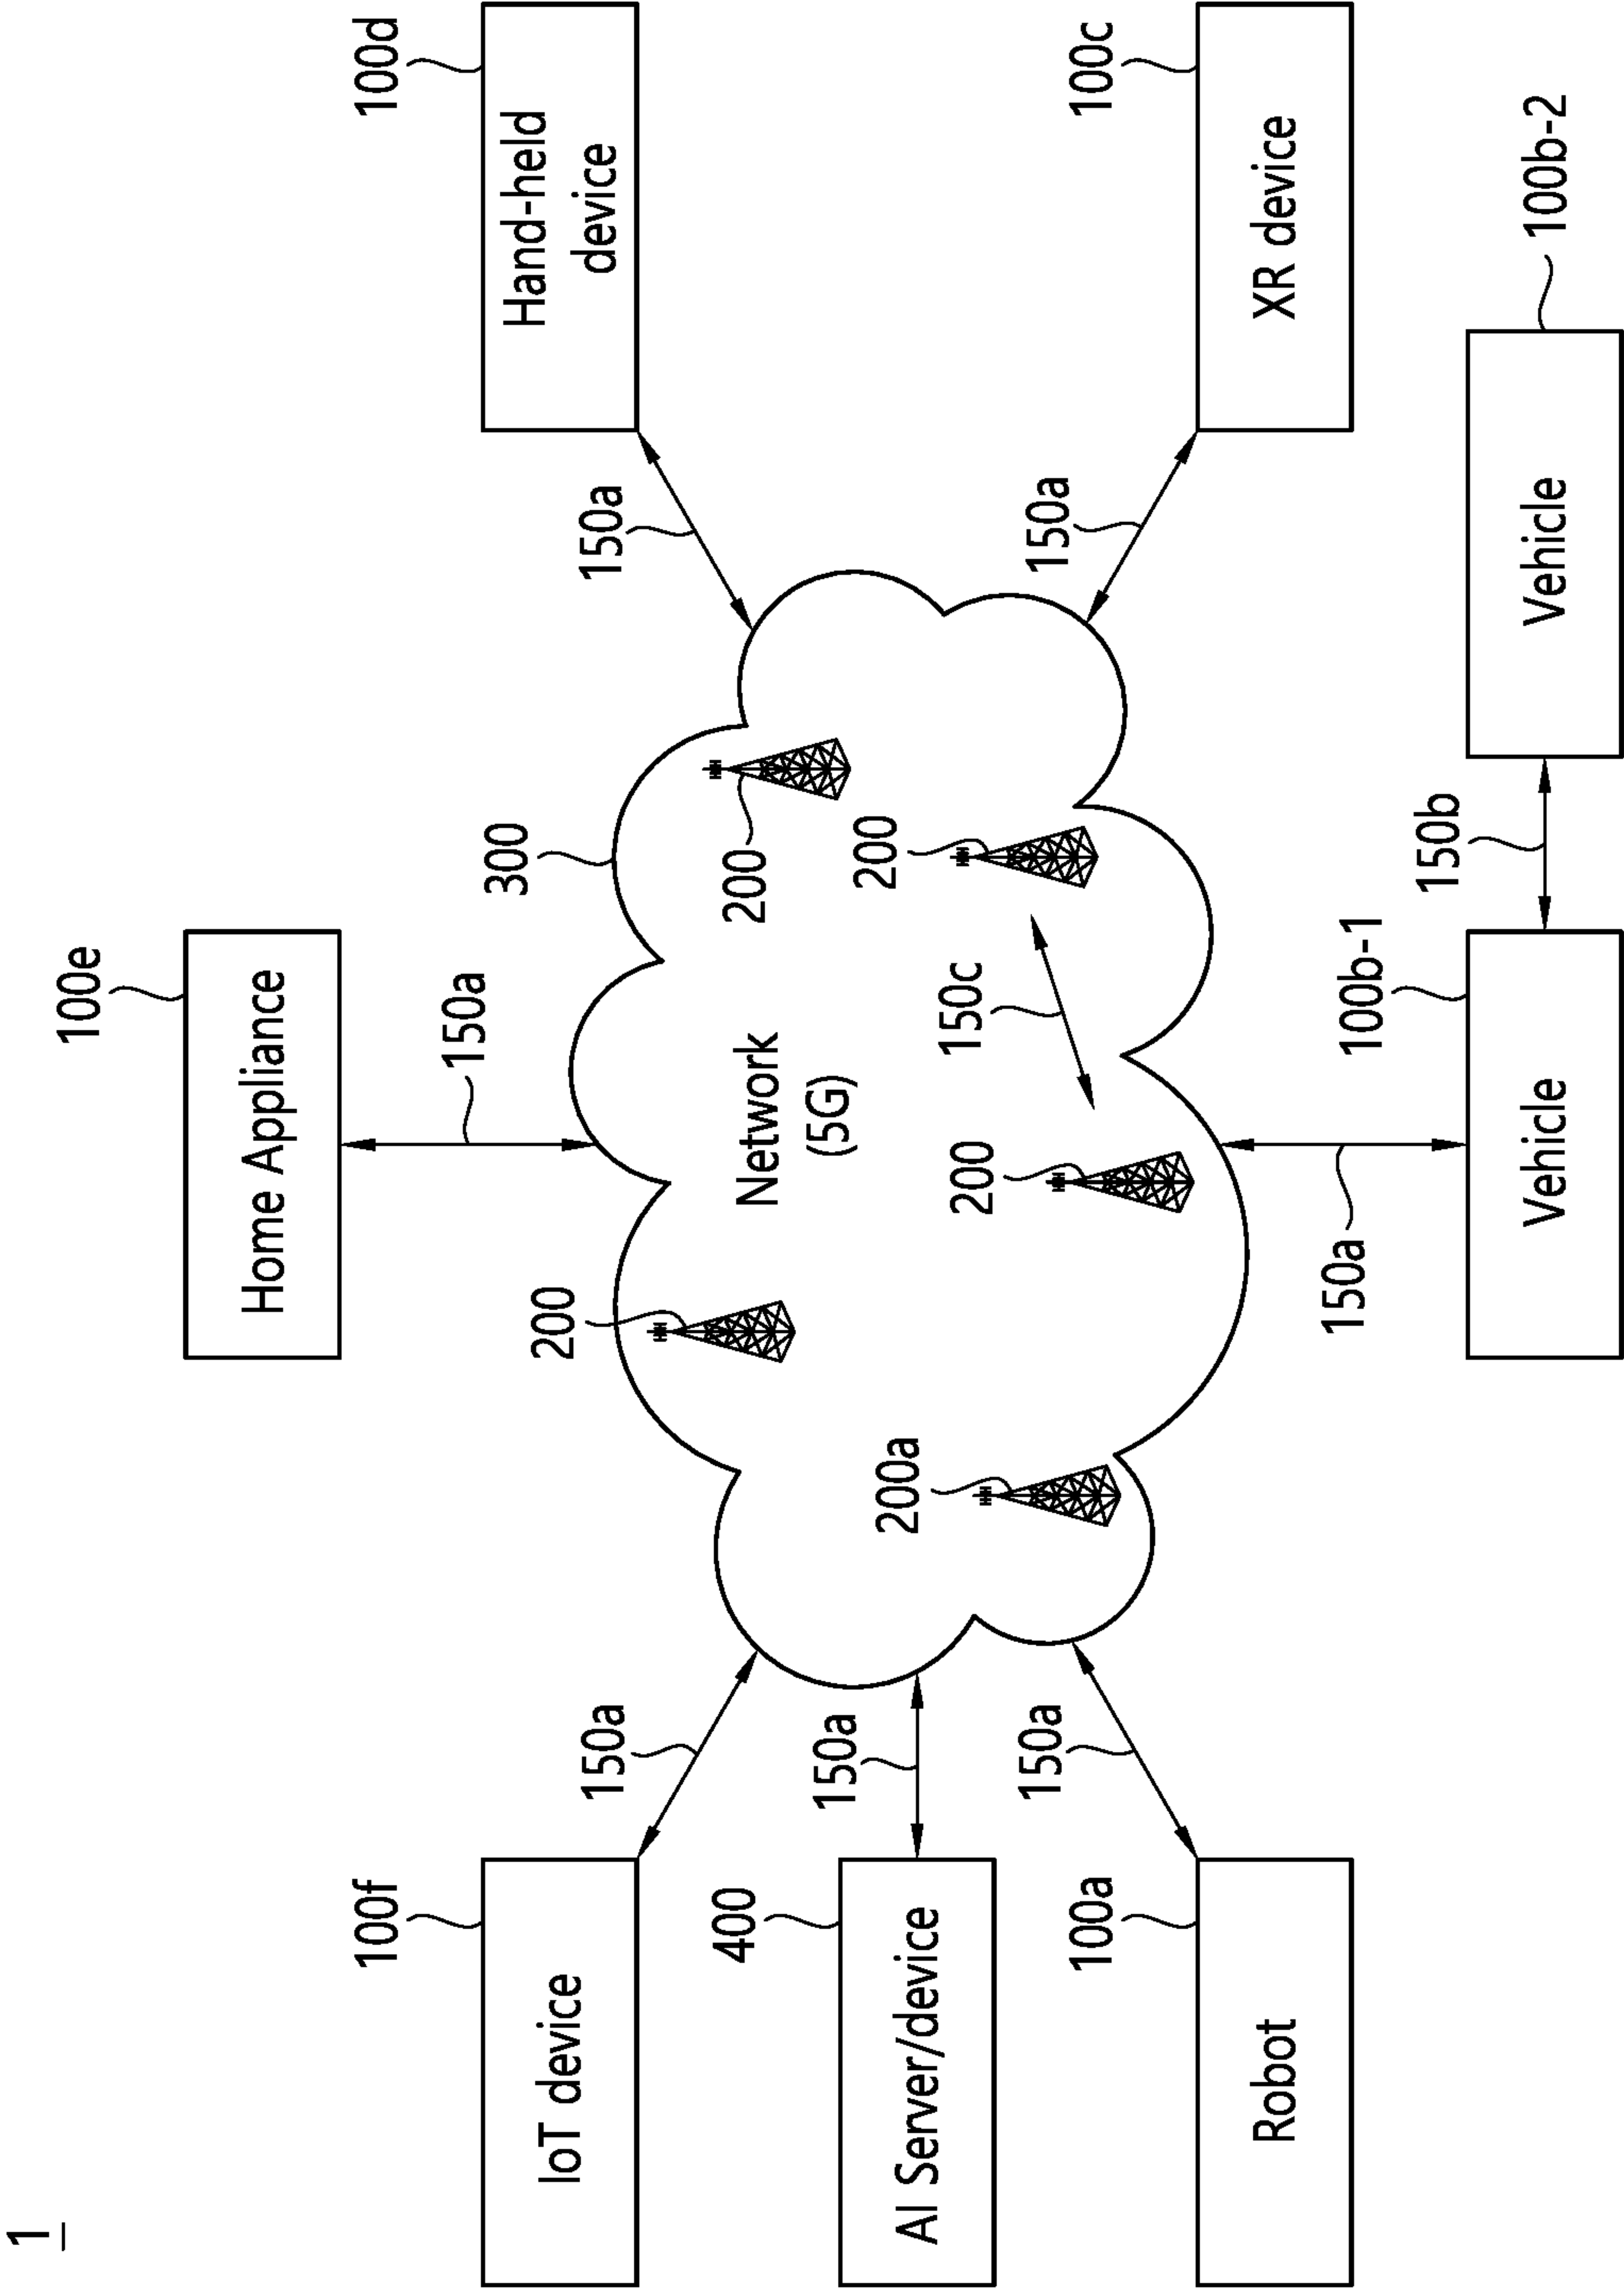 1
100e
Home Appliance
150a
300
100f
IoT device
150a
200
Network
(5G)
200
150a
100d
Hand-held
device
400
AI Server/device
150a
200a
200
150c
200
100a
Robot
150a
150a
100c
XR device
150a
100b-1
Vehicle
150b
Vehicle
100b-2